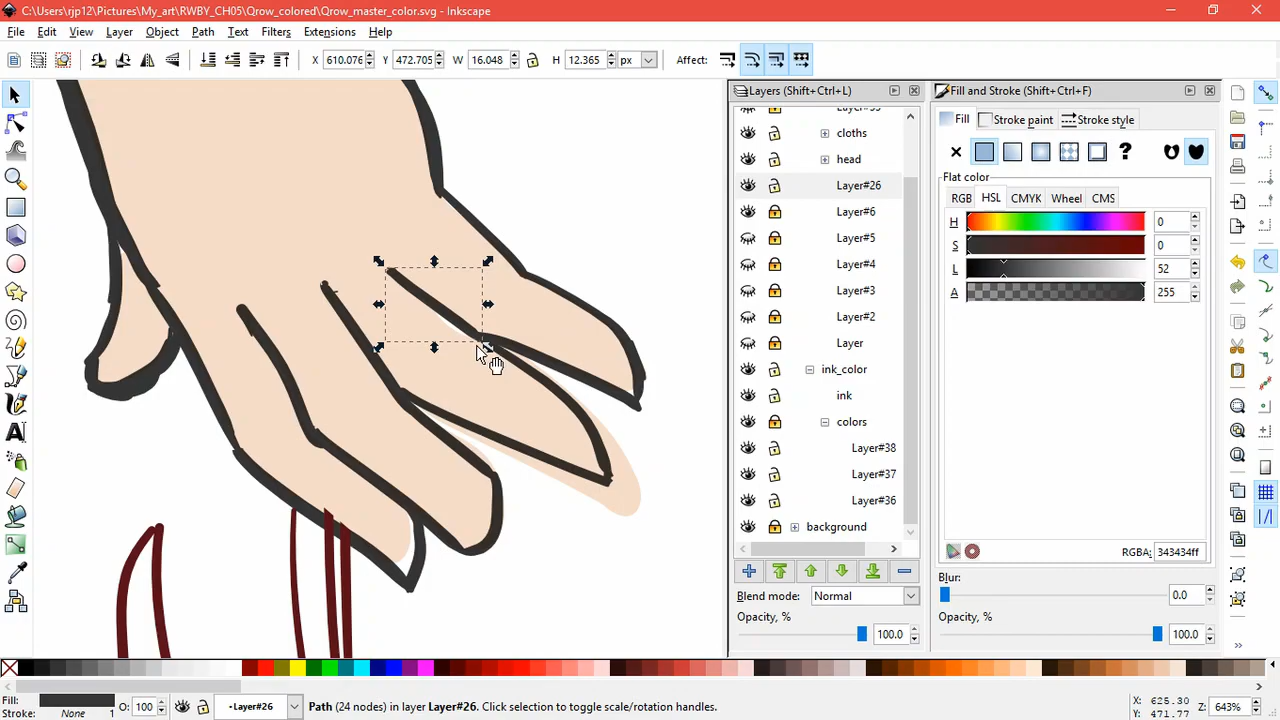 C:\Users\rjp12\Pictures\My_art\RWBY_CH05\Qrow_colored\Qrow_master_color.svg - Inkscape
File Edit View Layer Object Path Filters Text Extensions Help
X 610.076 Y 472.705 W 16.048 H 12.365 px Affect:
Layers (Shift+Ctrl+L)
cloths
head
Layer#26
Layer#6
Layer#5
Layer#4
Layer#3
Layer#2
Layer
ink_color
ink
colors
Layer#38
Layer#37
Layer#36
background
Blend mode: Normal
Opacity, %
100.0
Fill and Stroke (Shift+Ctrl+F)
Fill Stroke paint Stroke style
?
Flat color
RGB HSL CMYK Wheel CMS
H 0
S 0
L 52
A 255
RGBA: 343434ff
Blur:
0.0
Opacity, %
100.0
Fill:
Stroke: None 1
O: 100
•Layer#26
Path (24 nodes) in layer Layer#26. Click selection to toggle scale/rotation handles.
X: 625.30
Y: 471.77
Z: 643%